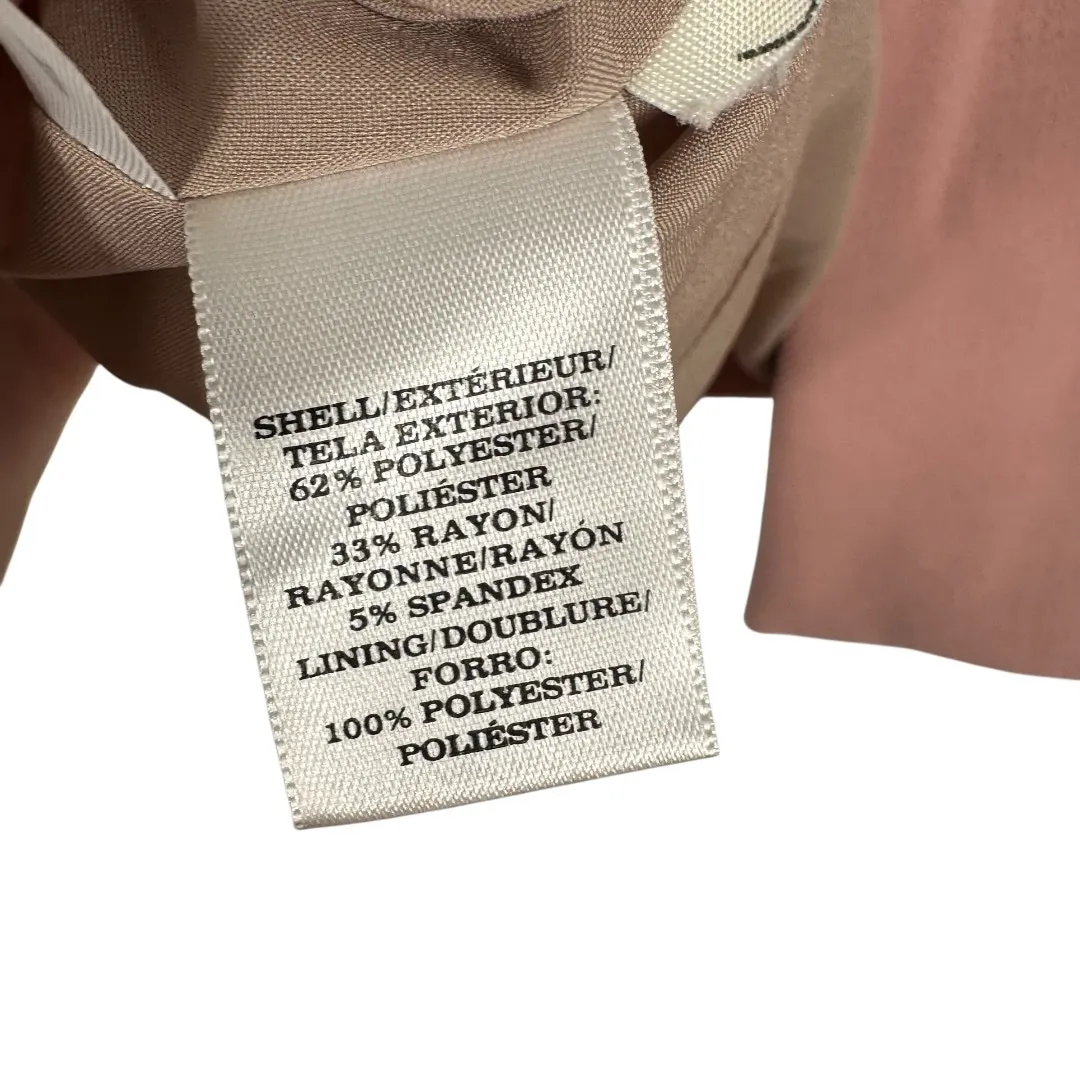 SHELL/EXTÉRIEUR/
TELA EXTERIOR:
62% POLYESTER/
POLIÉSTER
33% RAYON/
RAYONNE/RAYÓN
5% SPANDEX
LINING/DOUBLURE/
FORRO:
100% POLYESTER/
POLIÉSTER